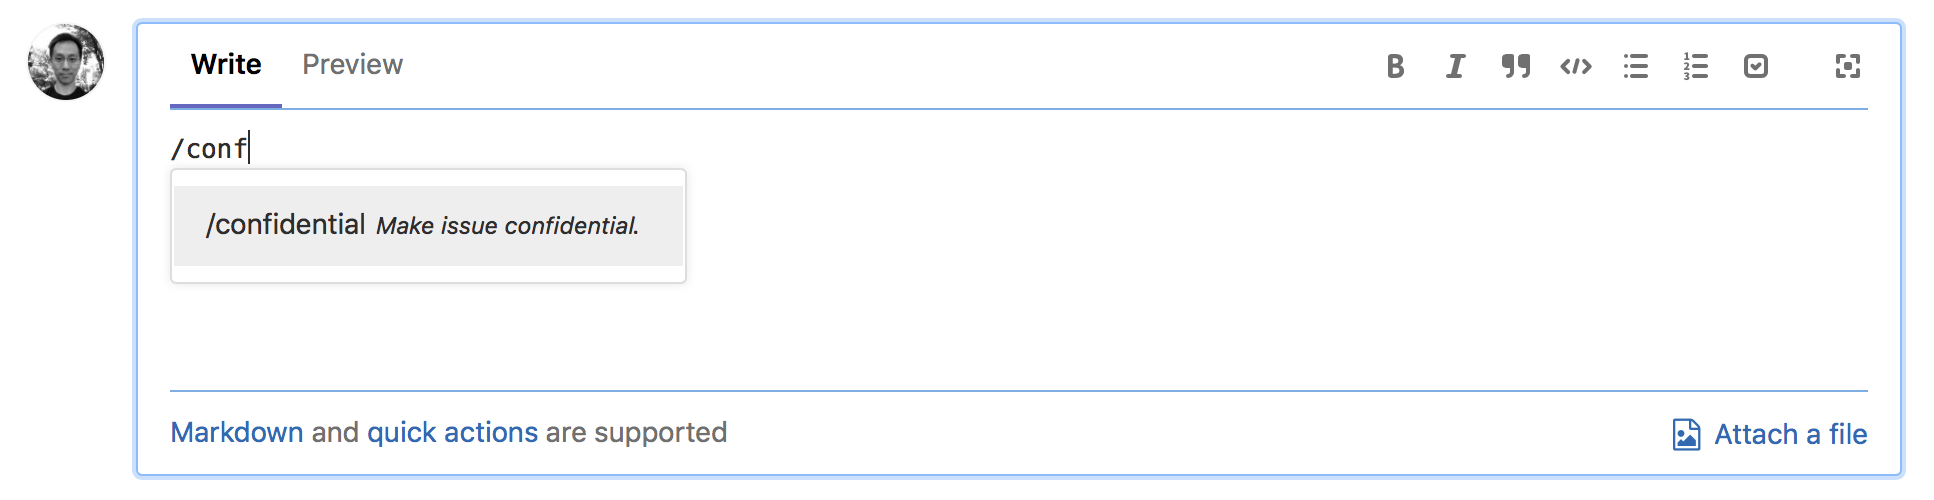 Write Preview
/conf
/confidential Make issue confidential.
Markdown and quick actions are supported
Attach a file